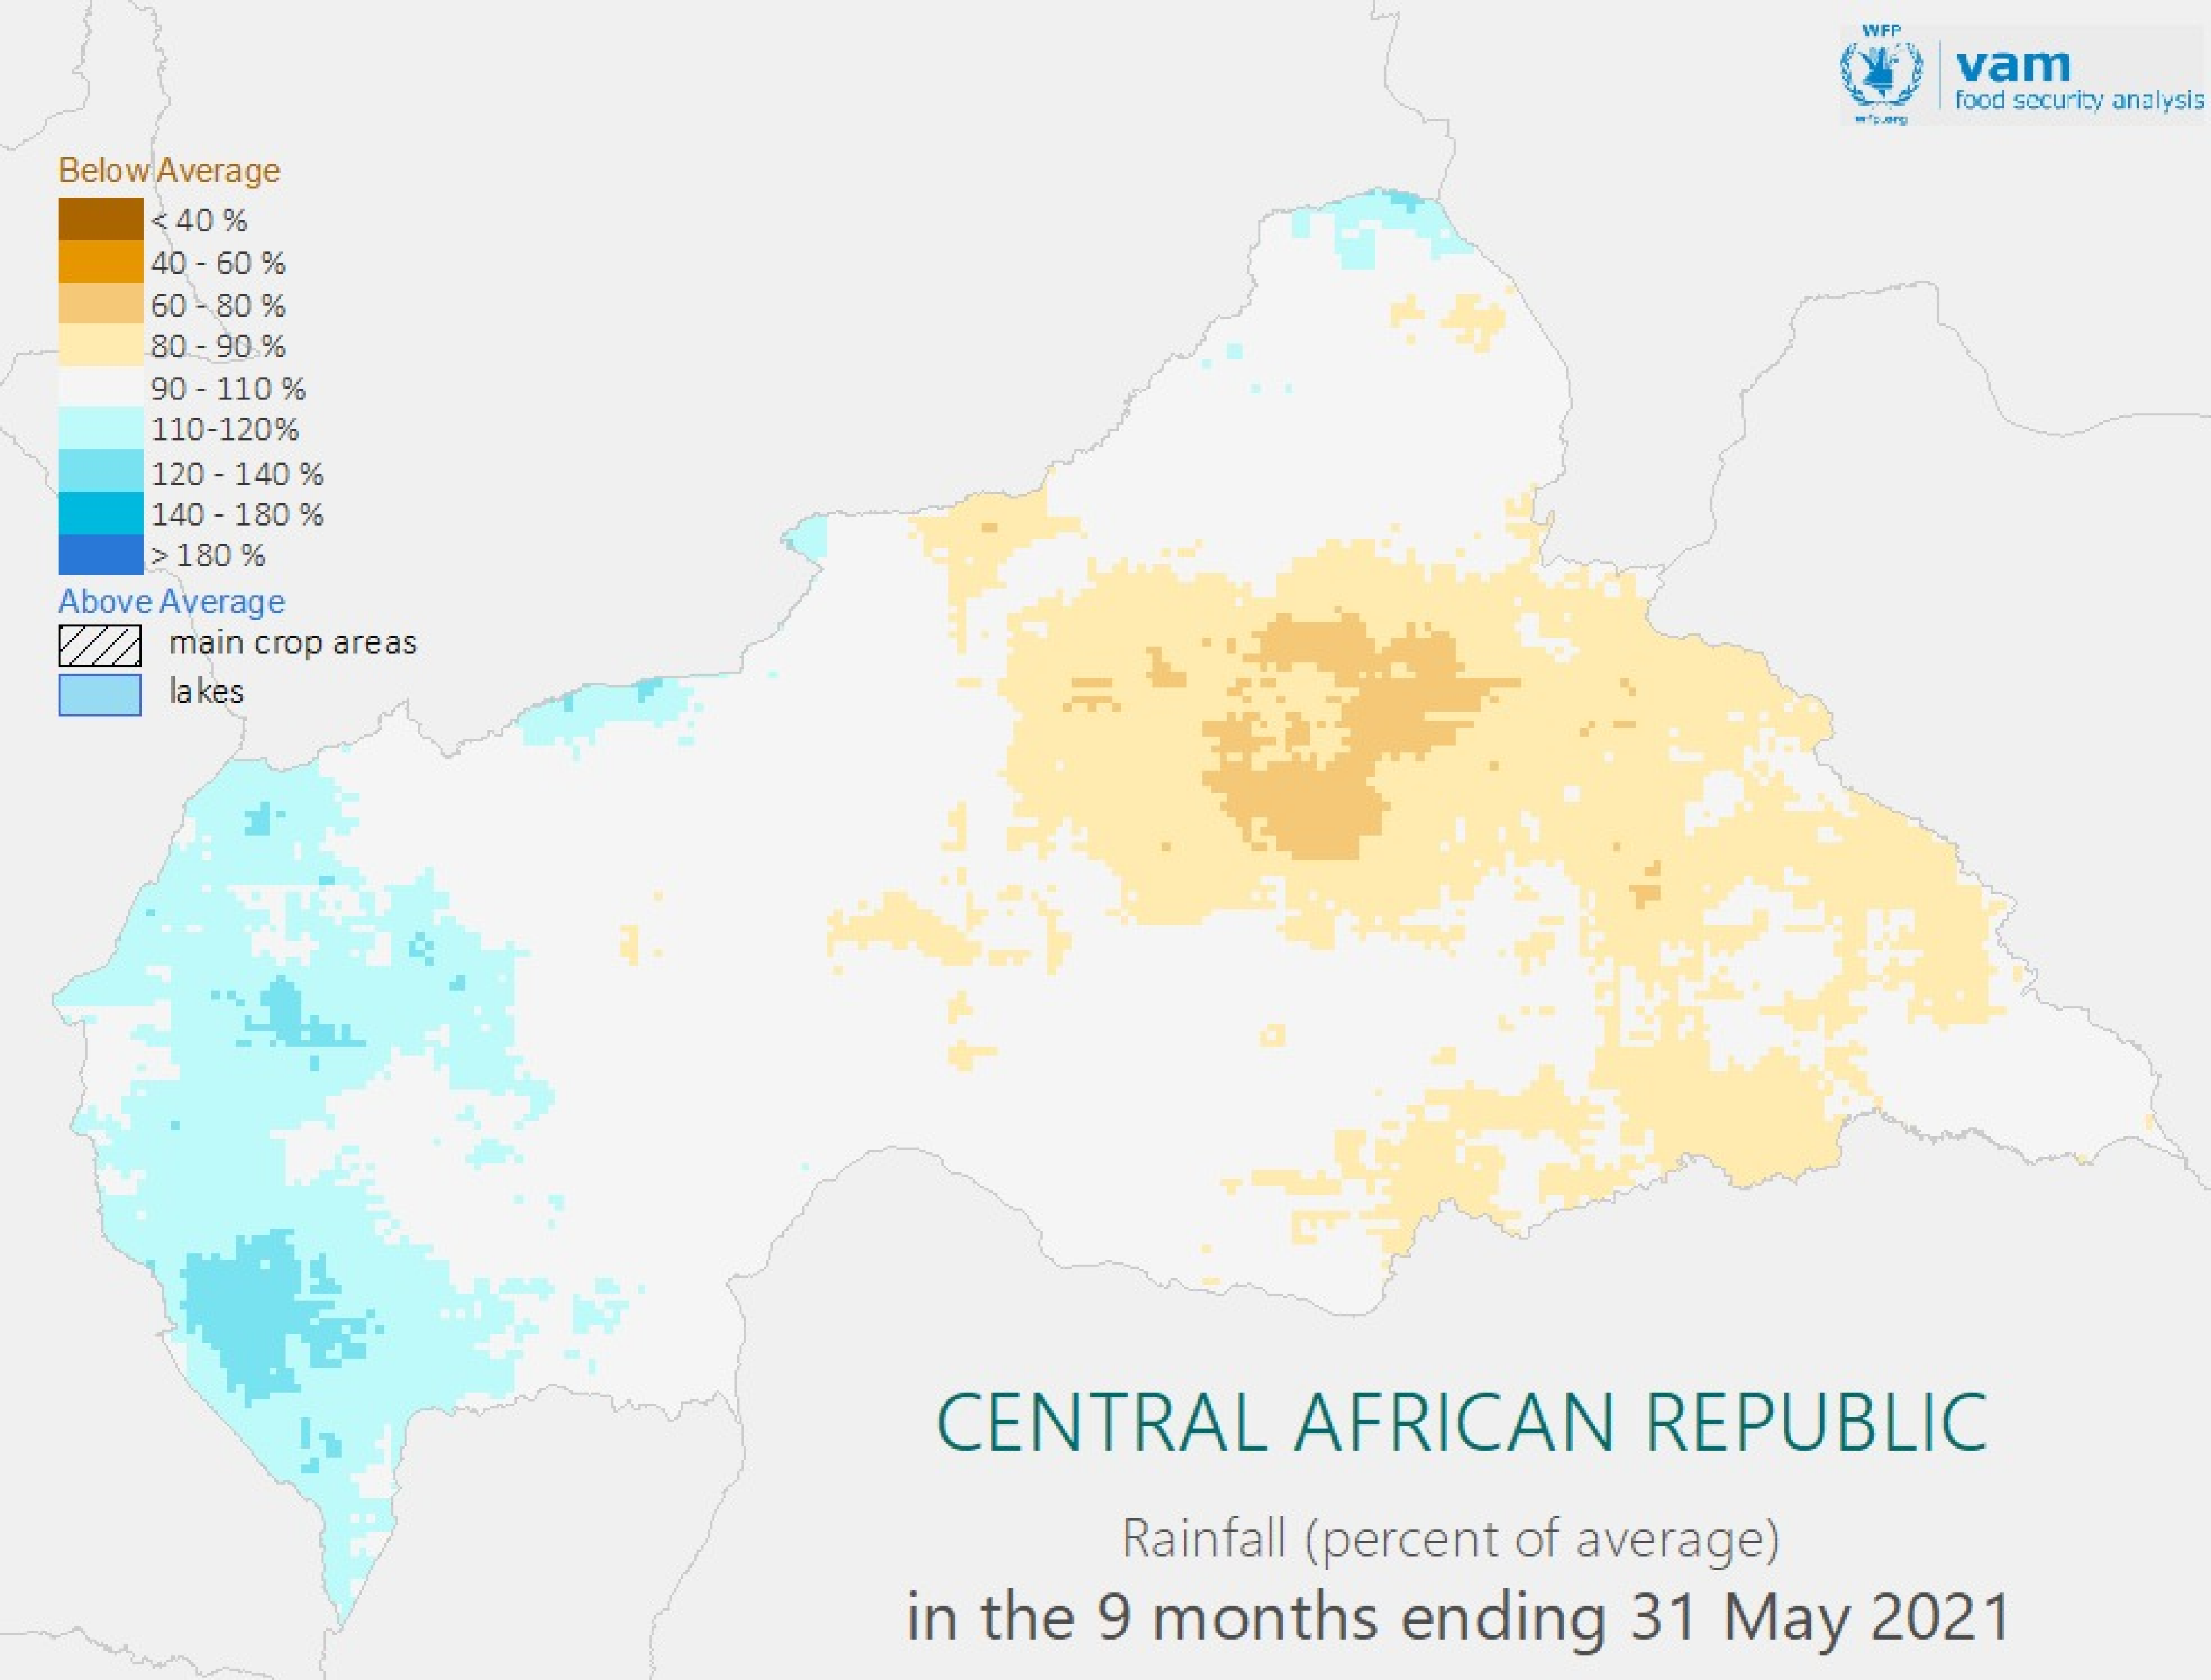 WFP
wfp.org
vam
food security analysis
Below Average
< 40 %
40 - 60 %
60 - 80 %
80 - 90 %
90 - 110 %
110-120%
120 - 140 %
140 - 180 %
> 180 %
Above Average
main crop areas
lakes
CENTRAL AFRICAN REPUBLIC
Rainfall (percent of average)
in the 9 months ending 31 May 2021